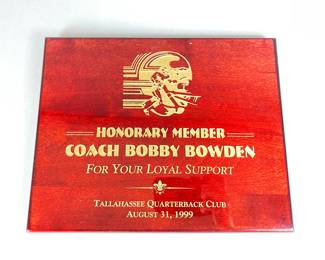 HONORARY MEMBER
COACH BOBBY BOWDEN
FOR YOUR LOYAL SUPPORT
TALLAHASSEE QUARTERBACK CLUB
AUGUST 31, 1999